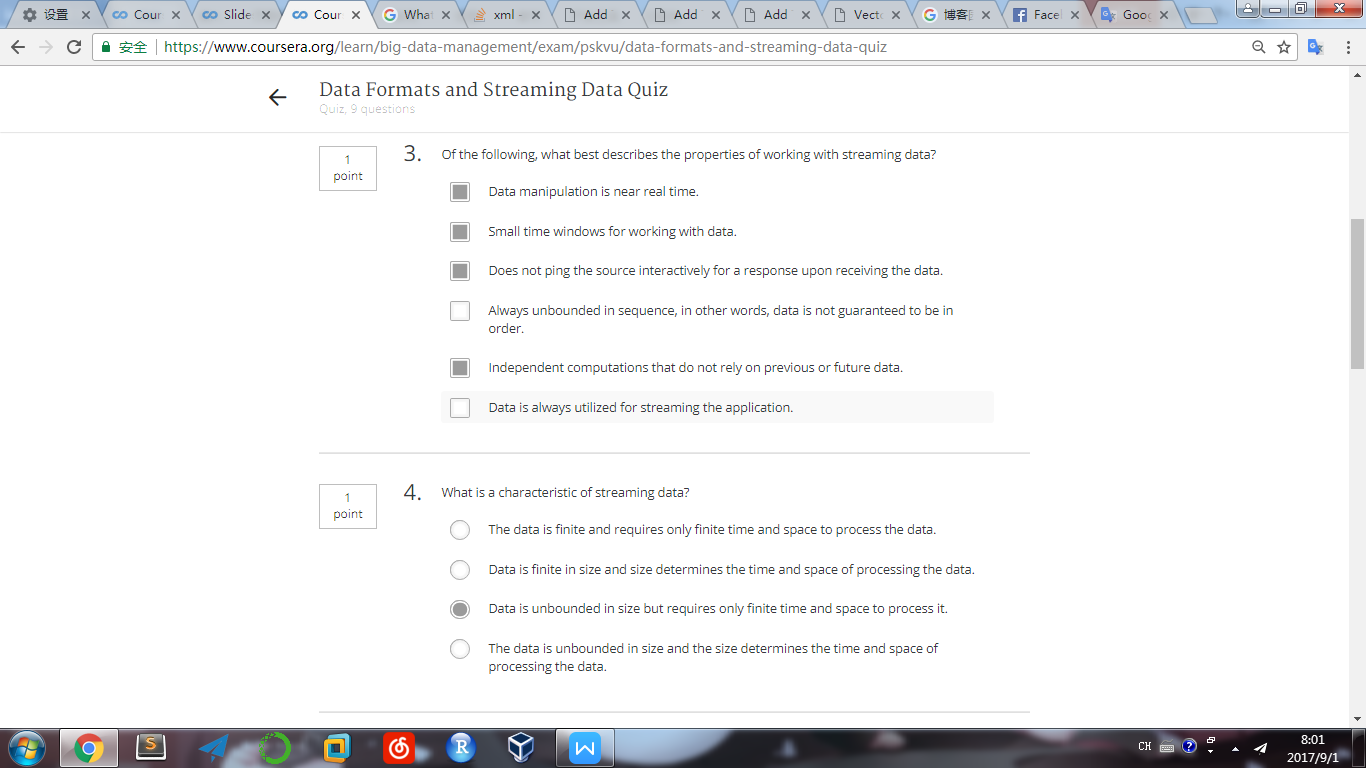 设置
Cour
Slide
Cour
What
xml -
Add
Add
Add
Vecto
博客园
Facel
Goog
安全
https://www.coursera.org/learn/big-data-management/exam/pskvu/data-formats-and-streaming-data-quiz
Data Formats and Streaming Data Quiz
Quiz, 9 questions
1
point
3.
Of the following, what best describes the properties of working with streaming data?
Data manipulation is near real time.
Small time windows for working with data.
Does not ping the source interactively for a response upon receiving the data.
Always unbounded in sequence, in other words, data is not guaranteed to be in
order.
Independent computations that do not rely on previous or future data.
Data is always utilized for streaming the application.
1
point
4.
What is a characteristic of streaming data?
The data is finite and requires only finite time and space to process the data.
Data is finite in size and size determines the time and space of processing the data.
Data is unbounded in size but requires only finite time and space to process it.
The data is unbounded in size and the size determines the time and space of
processing the data.
CH
8:01
2017/9/1